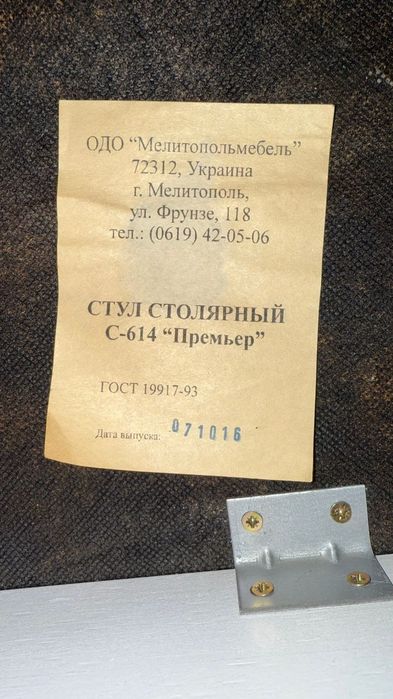 ОДО “Мелитопольмебель”
72312, Украина
г. Мелитополь,
ул. Фрунзе, 118
тел.: (0619) 42-05-06
СТУЛ СТОЛЯРНЫЙ
С-614 “Премьер”
ГОСТ 19917-93
Дата выпуска: 071016